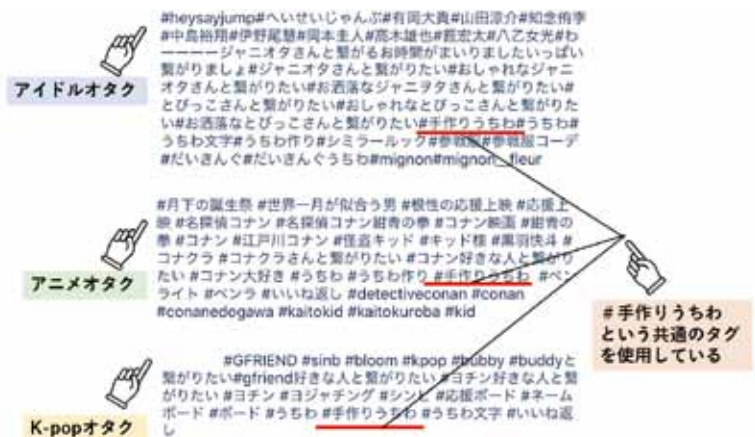 #heysayjump#へいせいじゃんぷ#有岡大貴#山田涼介#知念侑李
#中島裕翔#伊野尾慧#岡本圭人#髙木雄也#薮宏太#八乙女光#わ
ーーーージャニオタさんと繋がるお時間がまいりましたいっぱい
繋がりましょ#ジャニオタさんと繋がりたい#おしゃれなジャニ
オタさんと繋がりたい#お洒落なジャニヲタさんと繋がりたい#
とびっこさんと繋がりたい#おしゃれなとびっこさんと繋がりた
い#お洒落なとびっこさんと繋がりたい#手作りうちわ#うちわ#
うちわ文字#うちわ作り#シミラールック#参戦服#参戦服コーデ
#だいきんぐ#だいきんぐうちわ#mignon#mignon__fleur
アイドルオタク
#月下の誕生祭 #世界一月が似合う男 #根性の応援上映 #応援上
映 #名探偵コナン #名探偵コナン紺青の拳 #コナン映画 #紺青の
拳 #コナン #江戸川コナン #怪盗キッド #キッド様 #黒羽快斗 #
コナクラ #コナクラさんと繋がりたい #コナン好きな人と繋がり
たい #コナン大好き #うちわ #うちわ作り #手作りうちわ #ペン
ライト #ペンラ #いいね返し #detectiveconan #conan
#conanedogawa #kaitokid #kaitokuroba #kid
アニメオタク
#手作りうちわ
という共通のタグ
を使用している
#GFRIEND #sinb #bloom #kpop #bubby #buddyと
繋がりたい#gfriend好きな人と繋がりたい #ヨチン好きな人と繋
がりたい #ヨチン #ヨジャチング #シンビ #応援ボード #ネーム
ボード #ボード #うちわ #手作りうちわ #うちわ文字 #いいね返
し
K-popオタク